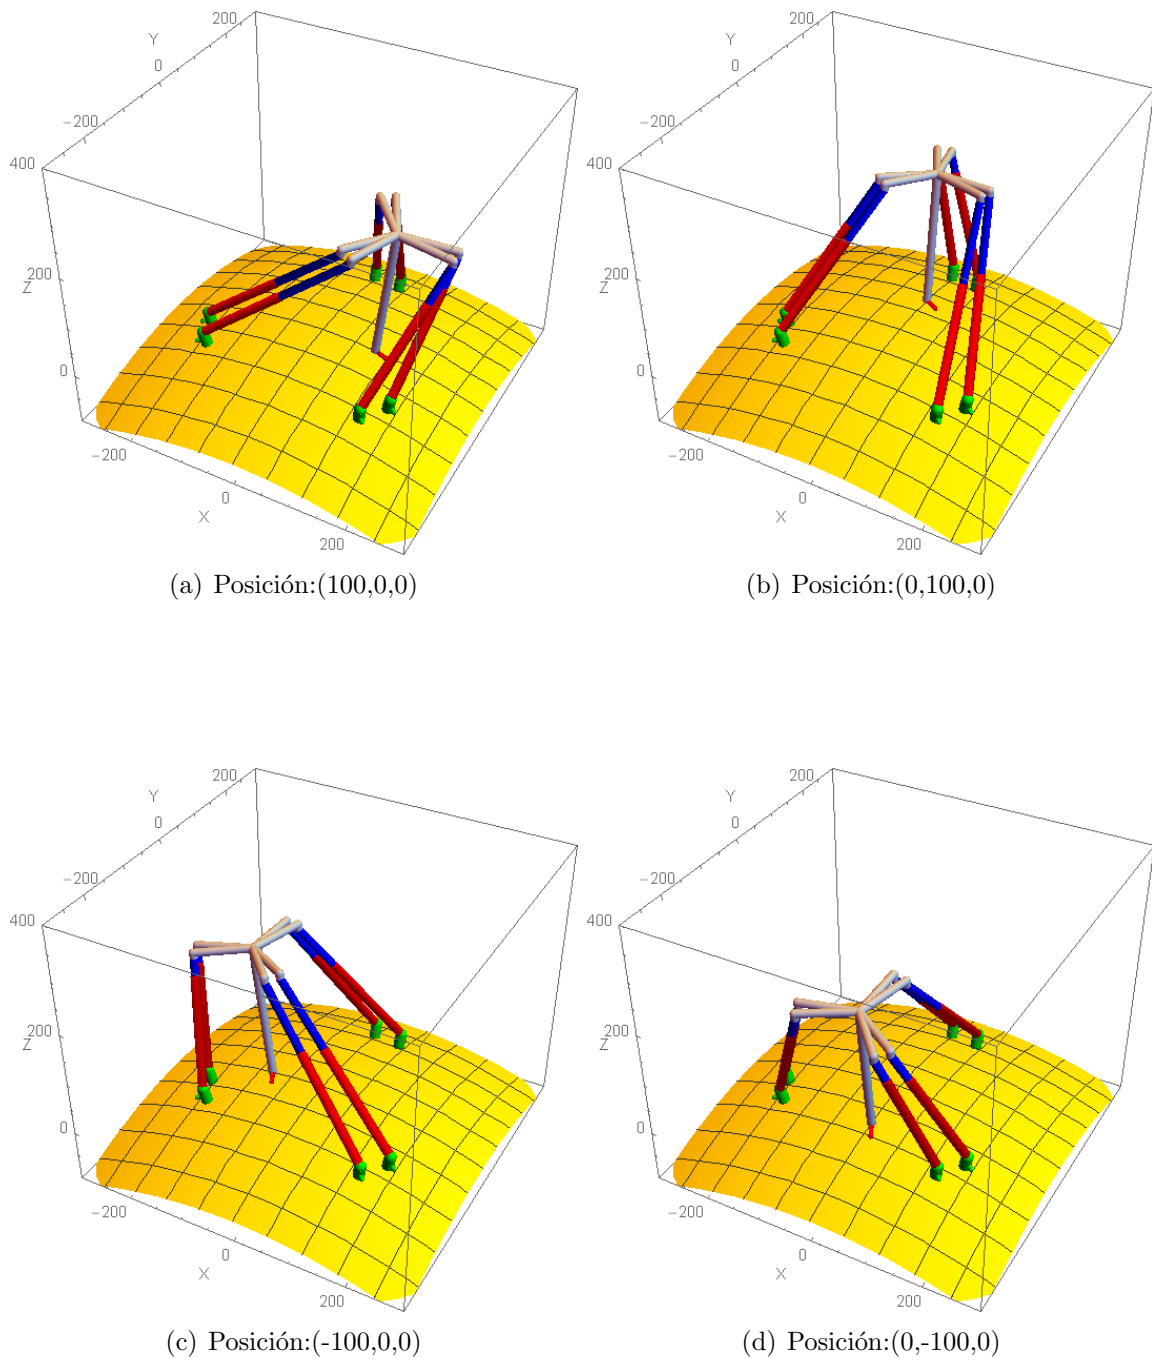 200
Y
0
−200
400
200
Z
0
−200
0
X
200
(a) Posición:(100,0,0)
200
Y
0
−200
400
200
Z
0
−200
0
X
200
(b) Posición:(0,100,0)
200
Y
0
−200
400
200
Z
0
−200
0
X
200
(c) Posición:(-100,0,0)
200
Y
0
−200
400
200
Z
0
−200
0
X
200
(d) Posición:(0,-100,0)